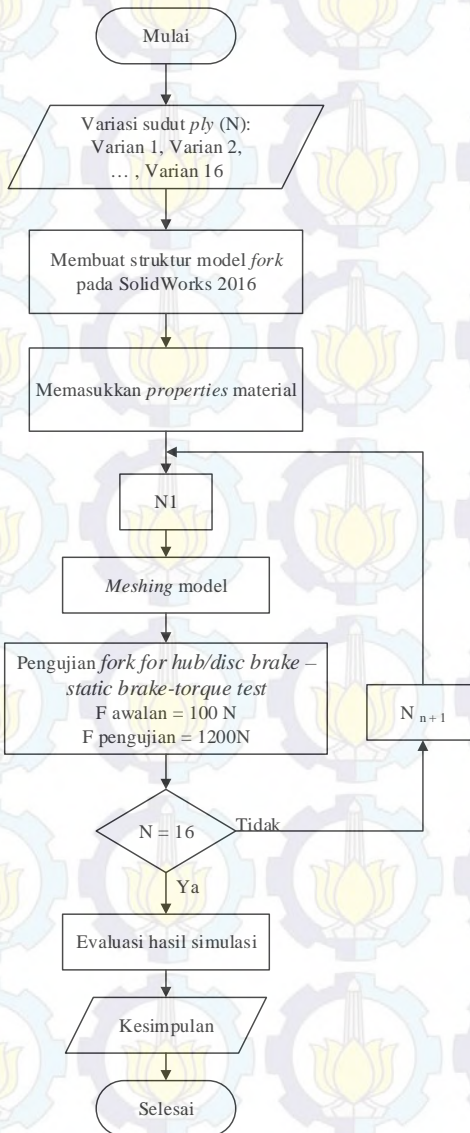 Mulai
Variasi sudut ply (N):
Varian 1, Varian 2,
… , Varian 16
Membuat struktur model fork
pada SolidWorks 2016
Memasukkan properties material
N1
Meshing model
Pengujian fork for hub/disc brake –
static brake-torque test
F awalan = 100 N
F pengujian = 1200N
N n + 1
N = 16
Tidak
Ya
Evaluasi hasil simulasi
Kesimpulan
Selesai